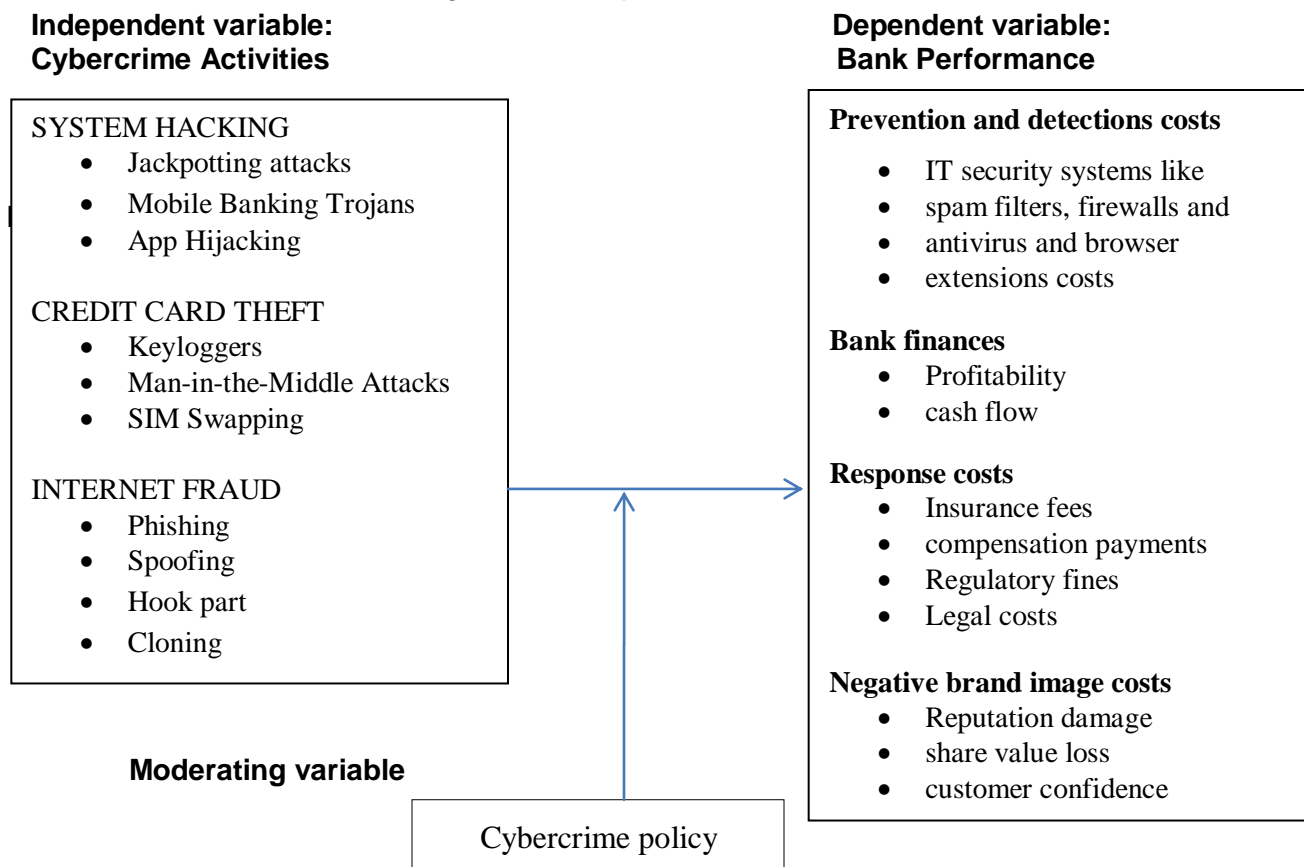 Independent variable:
Cybercrime Activities
SYSTEM HACKING
• Jackpotting attacks
• Mobile Banking Trojans
• App Hijacking
CREDIT CARD THEFT
• Keyloggers
• Man-in-the-Middle Attacks
• SIM Swapping
INTERNET FRAUD
• Phishing
• Spoofing
• Hook part
• Cloning
Dependent variable:
Bank Performance
Prevention and detections costs
• IT security systems like
• spam filters, firewalls and
• antivirus and browser
• extensions costs
Bank finances
• Profitability
• cash flow
Response costs
• Insurance fees
• compensation payments
• Regulatory fines
• Legal costs
Negative brand image costs
• Reputation damage
• share value loss
• customer confidence
Moderating variable
Cybercrime policy